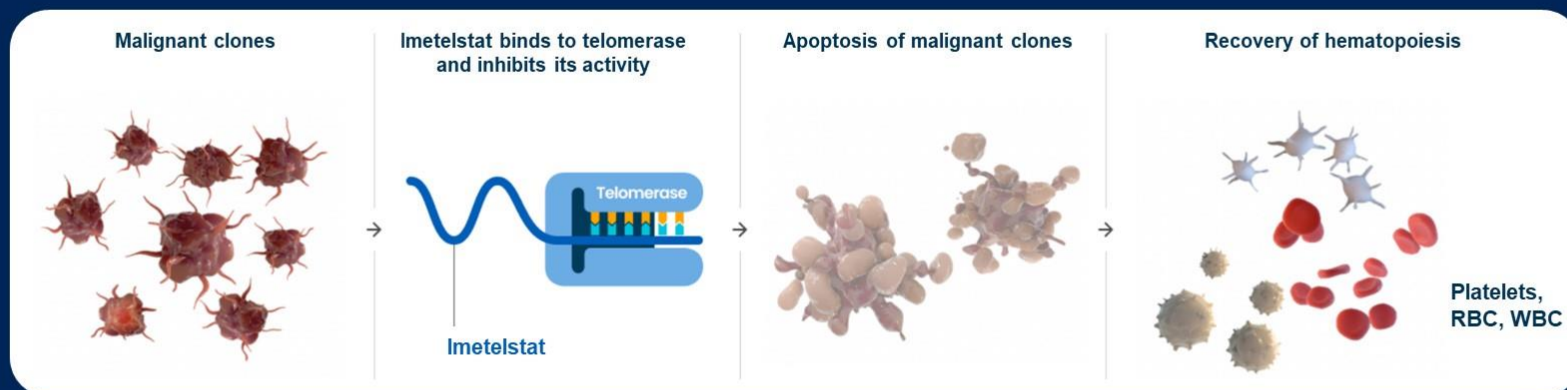 Malignant clones
Imetelstat binds to telomerase
and inhibits its activity
Apoptosis of malignant clones
Recovery of hematopoiesis
Telomerase
Imetelstat
Platelets,
RBC, WBC